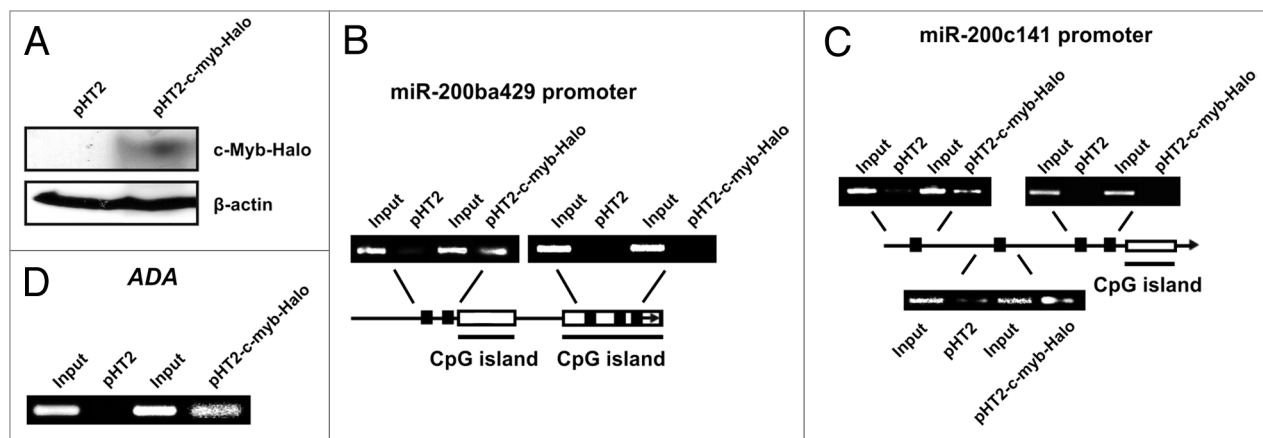 A
pHT2
pHT2-c-myb-Halo
c-Myb-Halo
β-actin
B
miR-200ba429 promoter
Input
pHT2
Input
pHT2-c-myb-Halo
Input
pHT2
Input
pHT2-c-myb-Halo
CpG island
CpG island
C
miR-200c141 promoter
Input
pHT2
Input
pHT2-c-myb-Halo
Input
pHT2
Input
pHT2-c-myb-Halo
CpG island
Input
pHT2
Input
pHT2-c-myb-Halo
D
ADA
Input
pHT2
Input
pHT2-c-myb-Halo